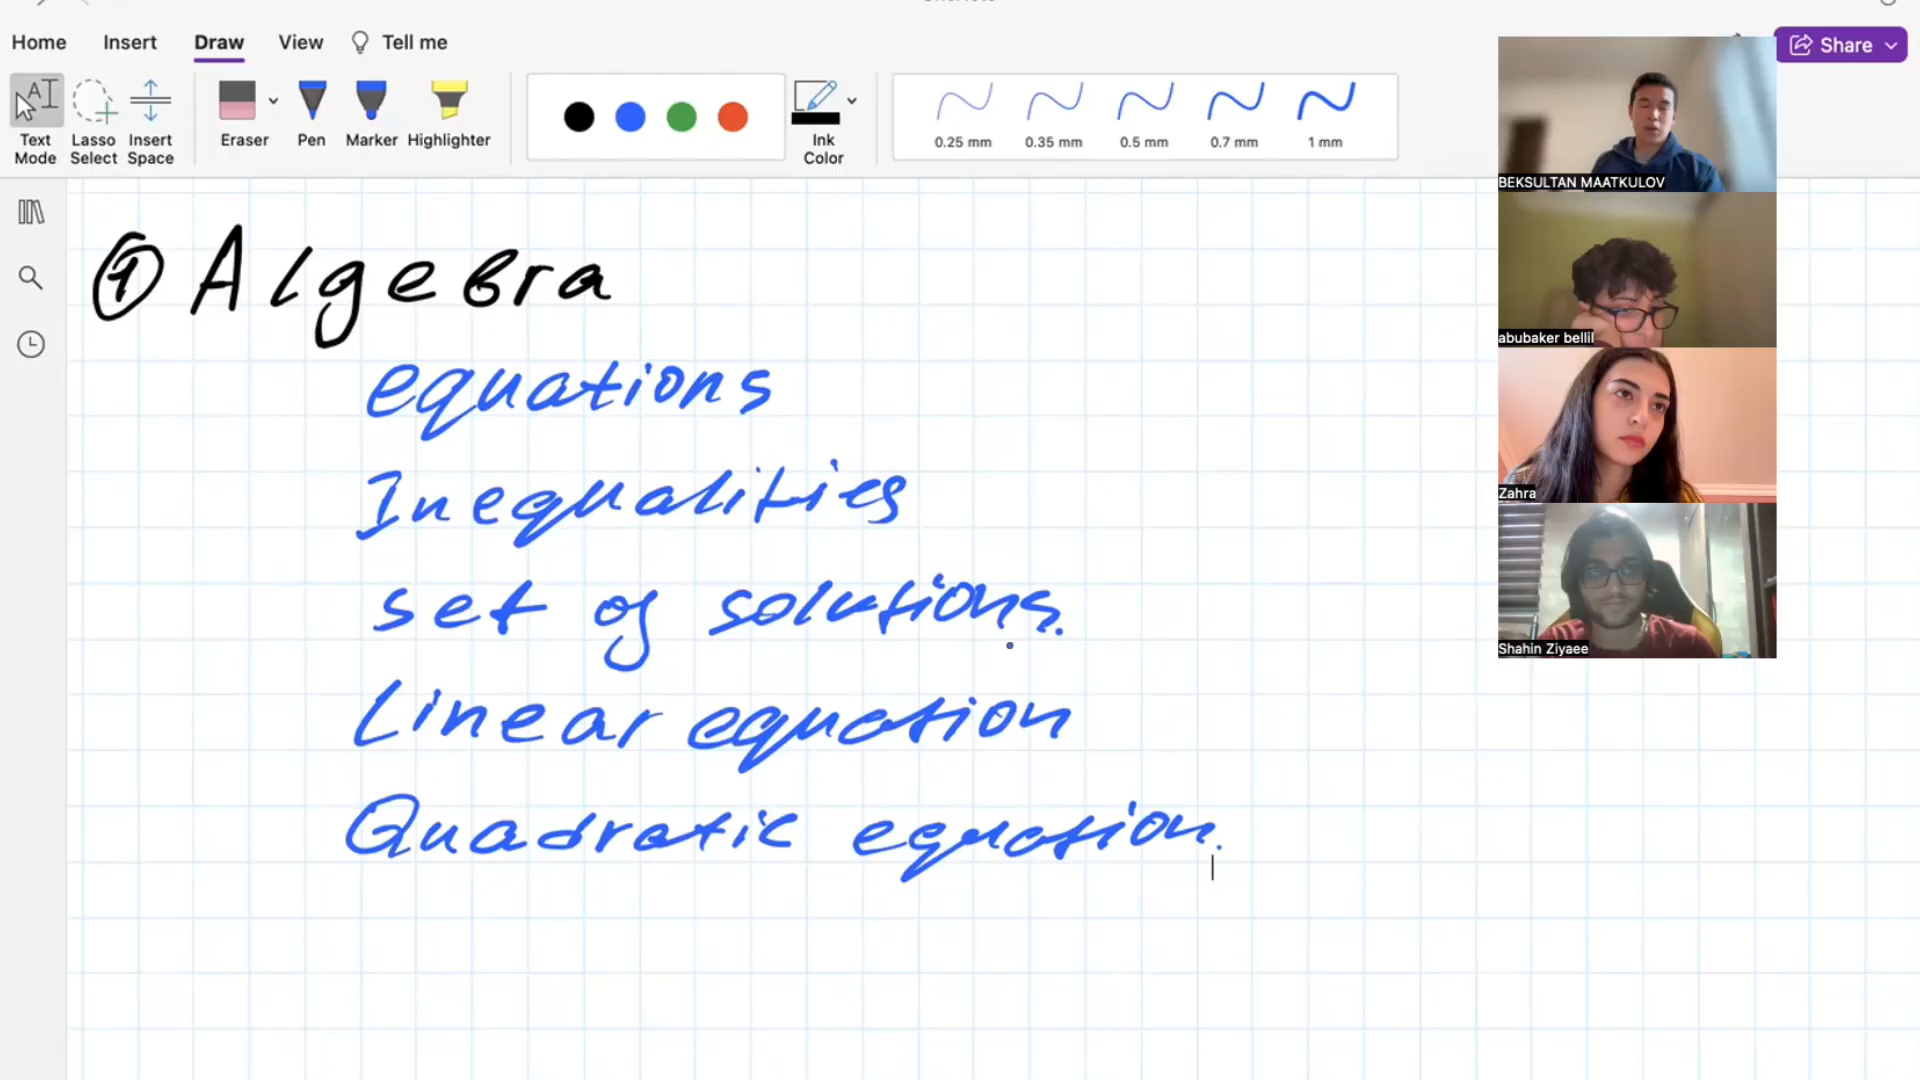 Home Insert Draw View Tell me
Share
Text Mode
Lasso Select
Insert Space
Eraser
Pen
Marker
Highlighter
Ink Color
0.25 mm
0.35 mm
0.5 mm
0.7 mm
1 mm
BEKSULTAN MAATKULOV
abubaker bellil
Zahra
Shahin Ziyaee
① Algebra
equations
Inequalities
set of solutions.
Linear equation
Quadratic equation.